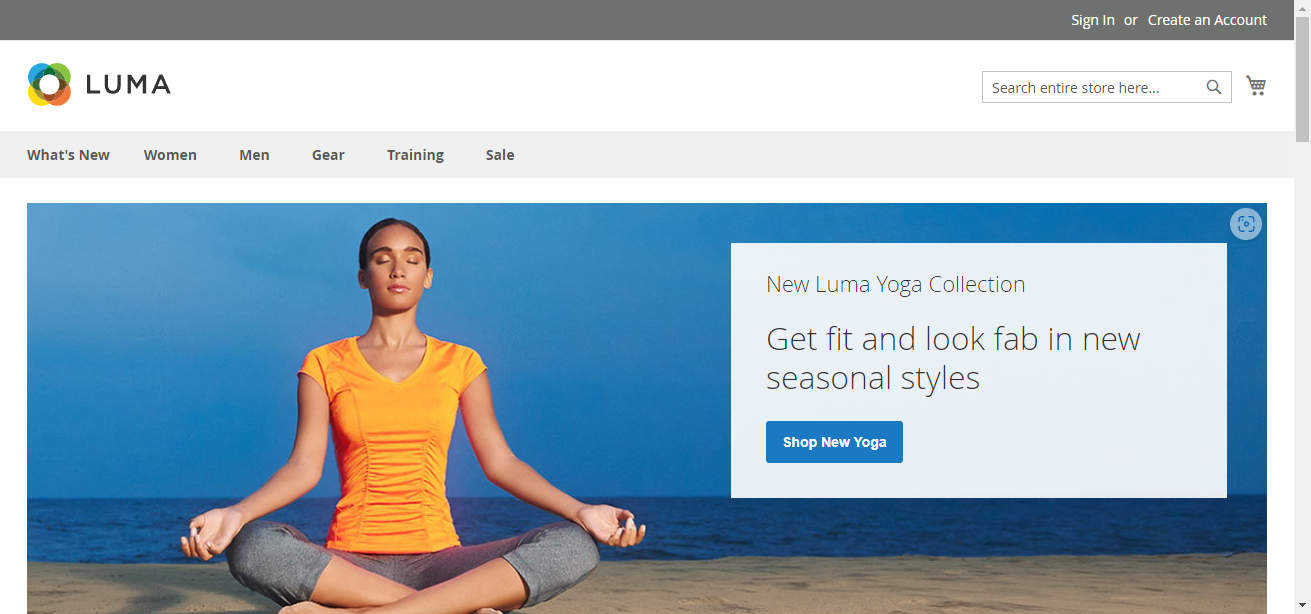 Sign In or Create an Account
LUMA
Search entire store here...
What's New Women Men Gear Training Sale
New Luma Yoga Collection
Get fit and look fab in new
seasonal styles
Shop New Yoga